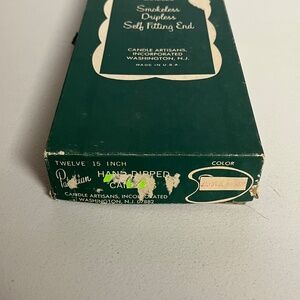 Smokeless
Dripless
Self Fitting End
CANDLE ARTISANS,
INCORPORATED
WASHINGTON, N.J.
MADE IN U.S.A.
TWELVE 15 INCH
COLOR
HAND DIPPED
CANDLE ARTISANS, INCORPORATED
WASHINGTON, N.J. 07882